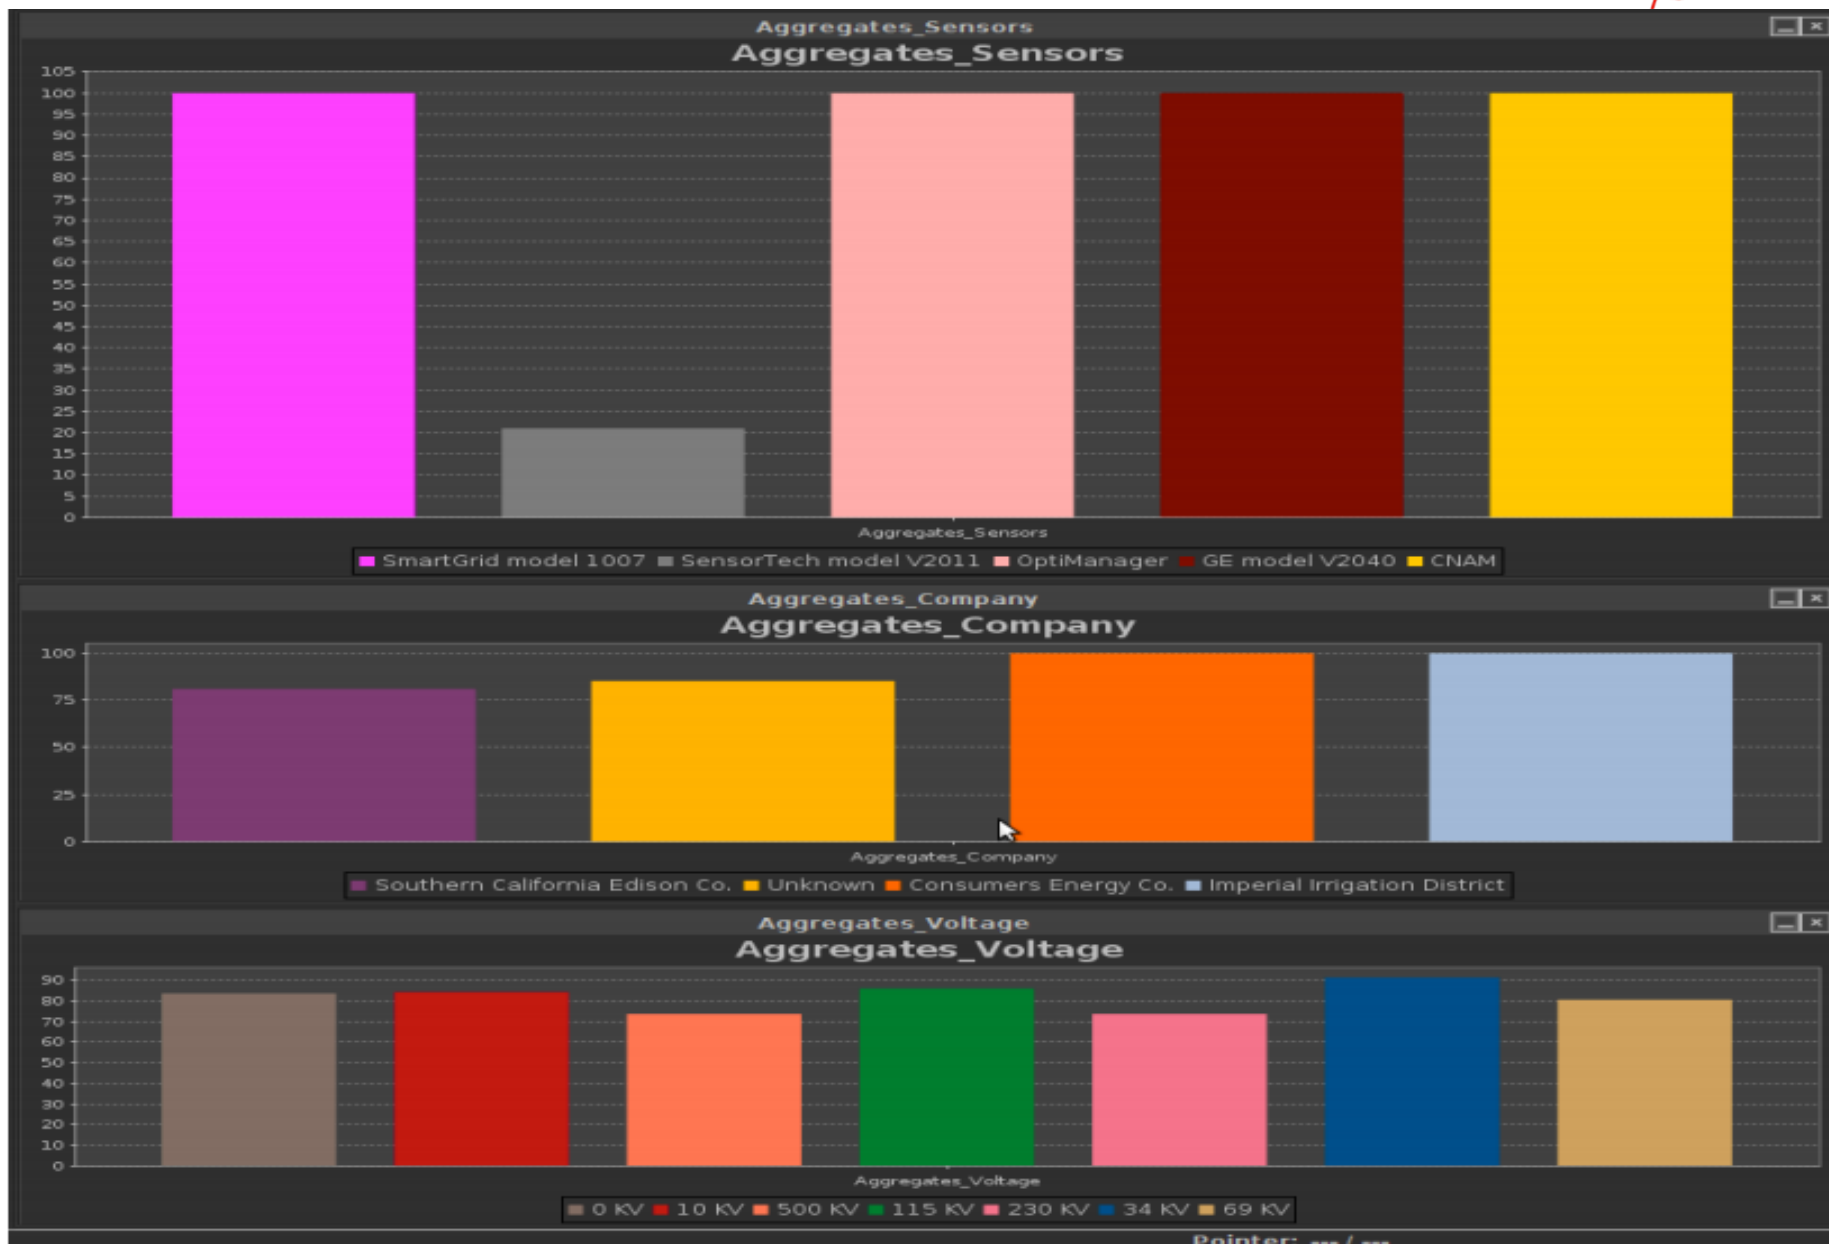 Aggregates_Sensors
Aggregates_Sensors
105
100
95
90
85
80
75
70
65
60
55
50
45
40
35
30
25
20
15
10
5
0
Aggregates_Sensors
SmartGrid model 1007 SensorTech model V2011 OptiManager GE model V2040 CNAM
Aggregates_Company
Aggregates_Company
100
75
50
25
0
Aggregates_Company
Southern California Edison Co. Unknown Consumers Energy Co. Imperial Irrigation District
Aggregates_Voltage
Aggregates_Voltage
90
80
70
60
50
40
30
20
10
0
Aggregates_Voltage
0 KV 10 KV 500 KV 115 KV 230 KV 34 KV 69 KV
Pointer: --- / ---